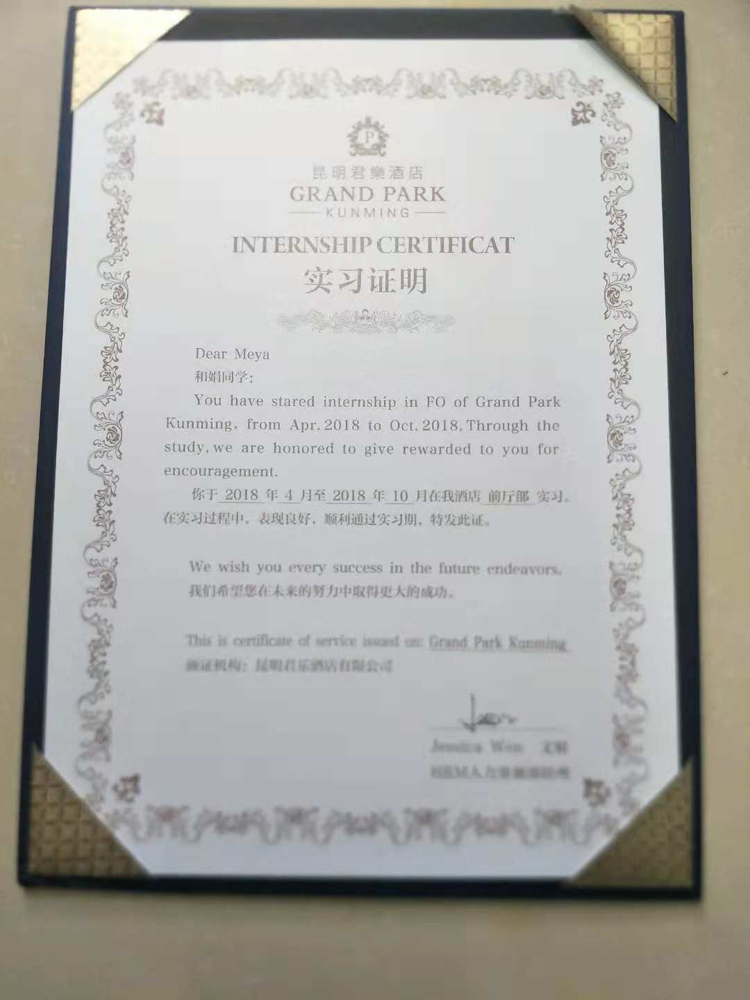 P
昆明君樂酒店
GRAND PARK
KUNMING
INTERNSHIP CERTIFICAT
实习证明
Dear Meya
和娟同学:
You have stared internship in FO of Grand Park
Kunming, from Apr. 2018 to Oct. 2018, Through the
study, we are honored to give rewarded to you for
encouragement.
你于 2018 年 4 月至 2018 年 10 月在我酒店 前厅部 实习。
在实习过程中，表现良好，顺利通过实习期，特发此证。
We wish you every success in the future endeavors.
我们希望您在未来的努力中取得更大的成功。
This is certificate of service issued on: Grand Park Kunming
证机构：昆明君乐酒店有限公司
Jessica Wen